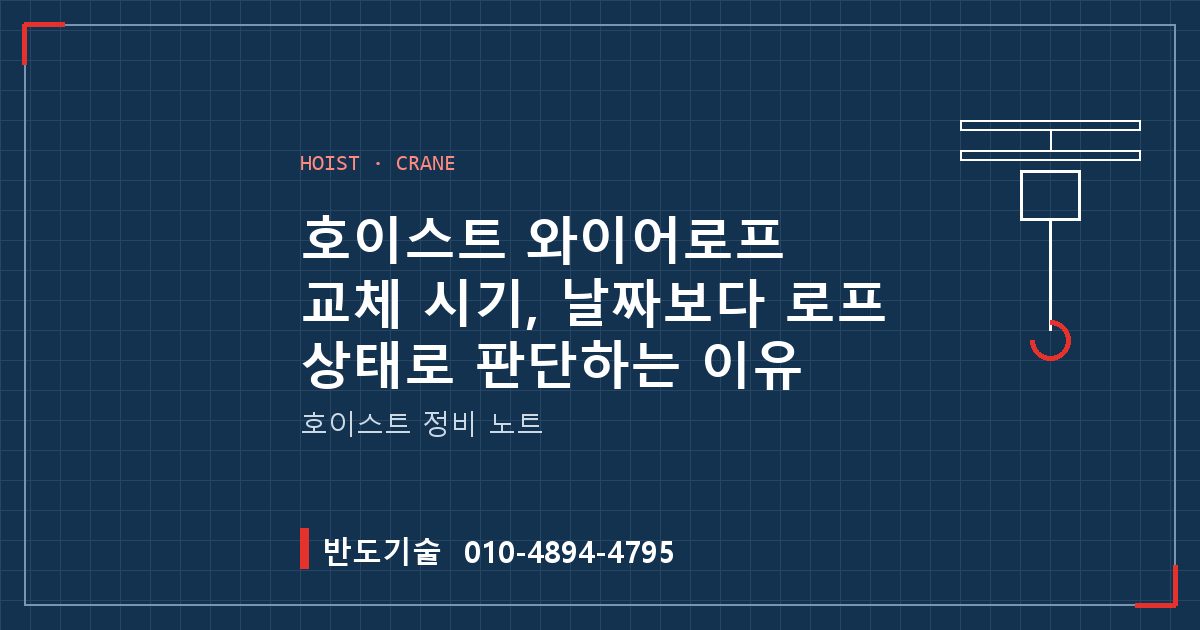 HOIST · CRANE
호이스트 와이어로프
교체 시기, 날짜보다 로프
상태로 판단하는 이유
호이스트 정비 노트
반도기술 010-4894-4795